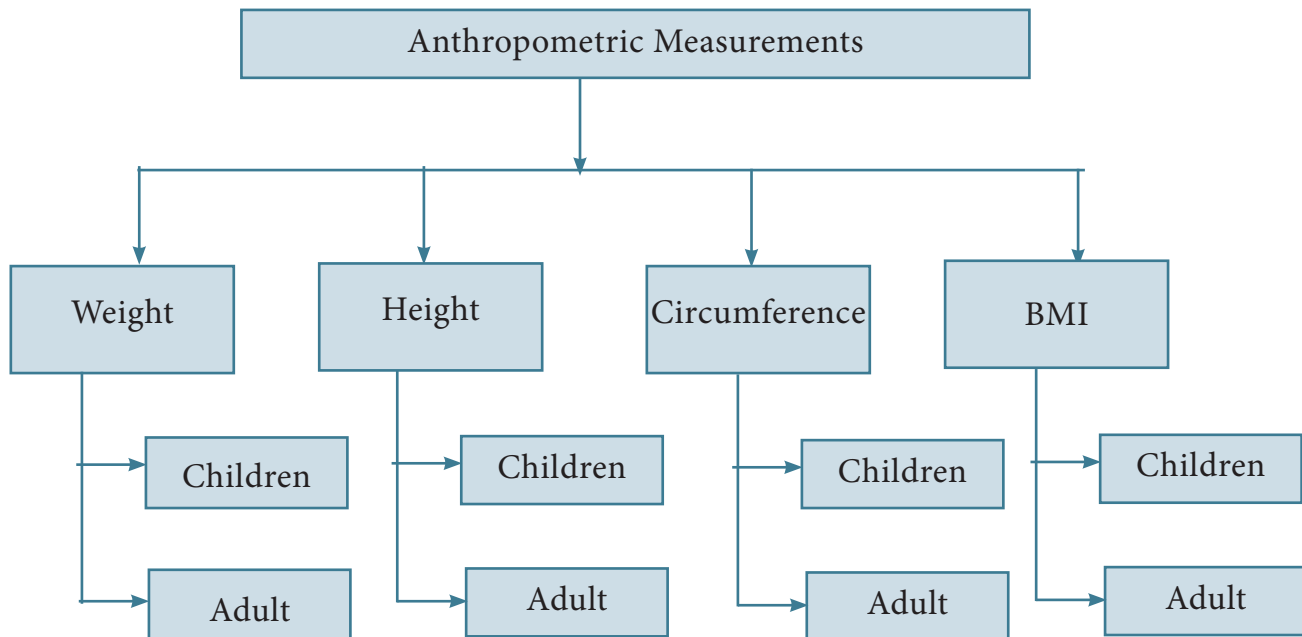 Anthropometric Measurements
Weight
Height
Circumference
BMI
Children
Children
Children
Children
Adult
Adult
Adult
Adult